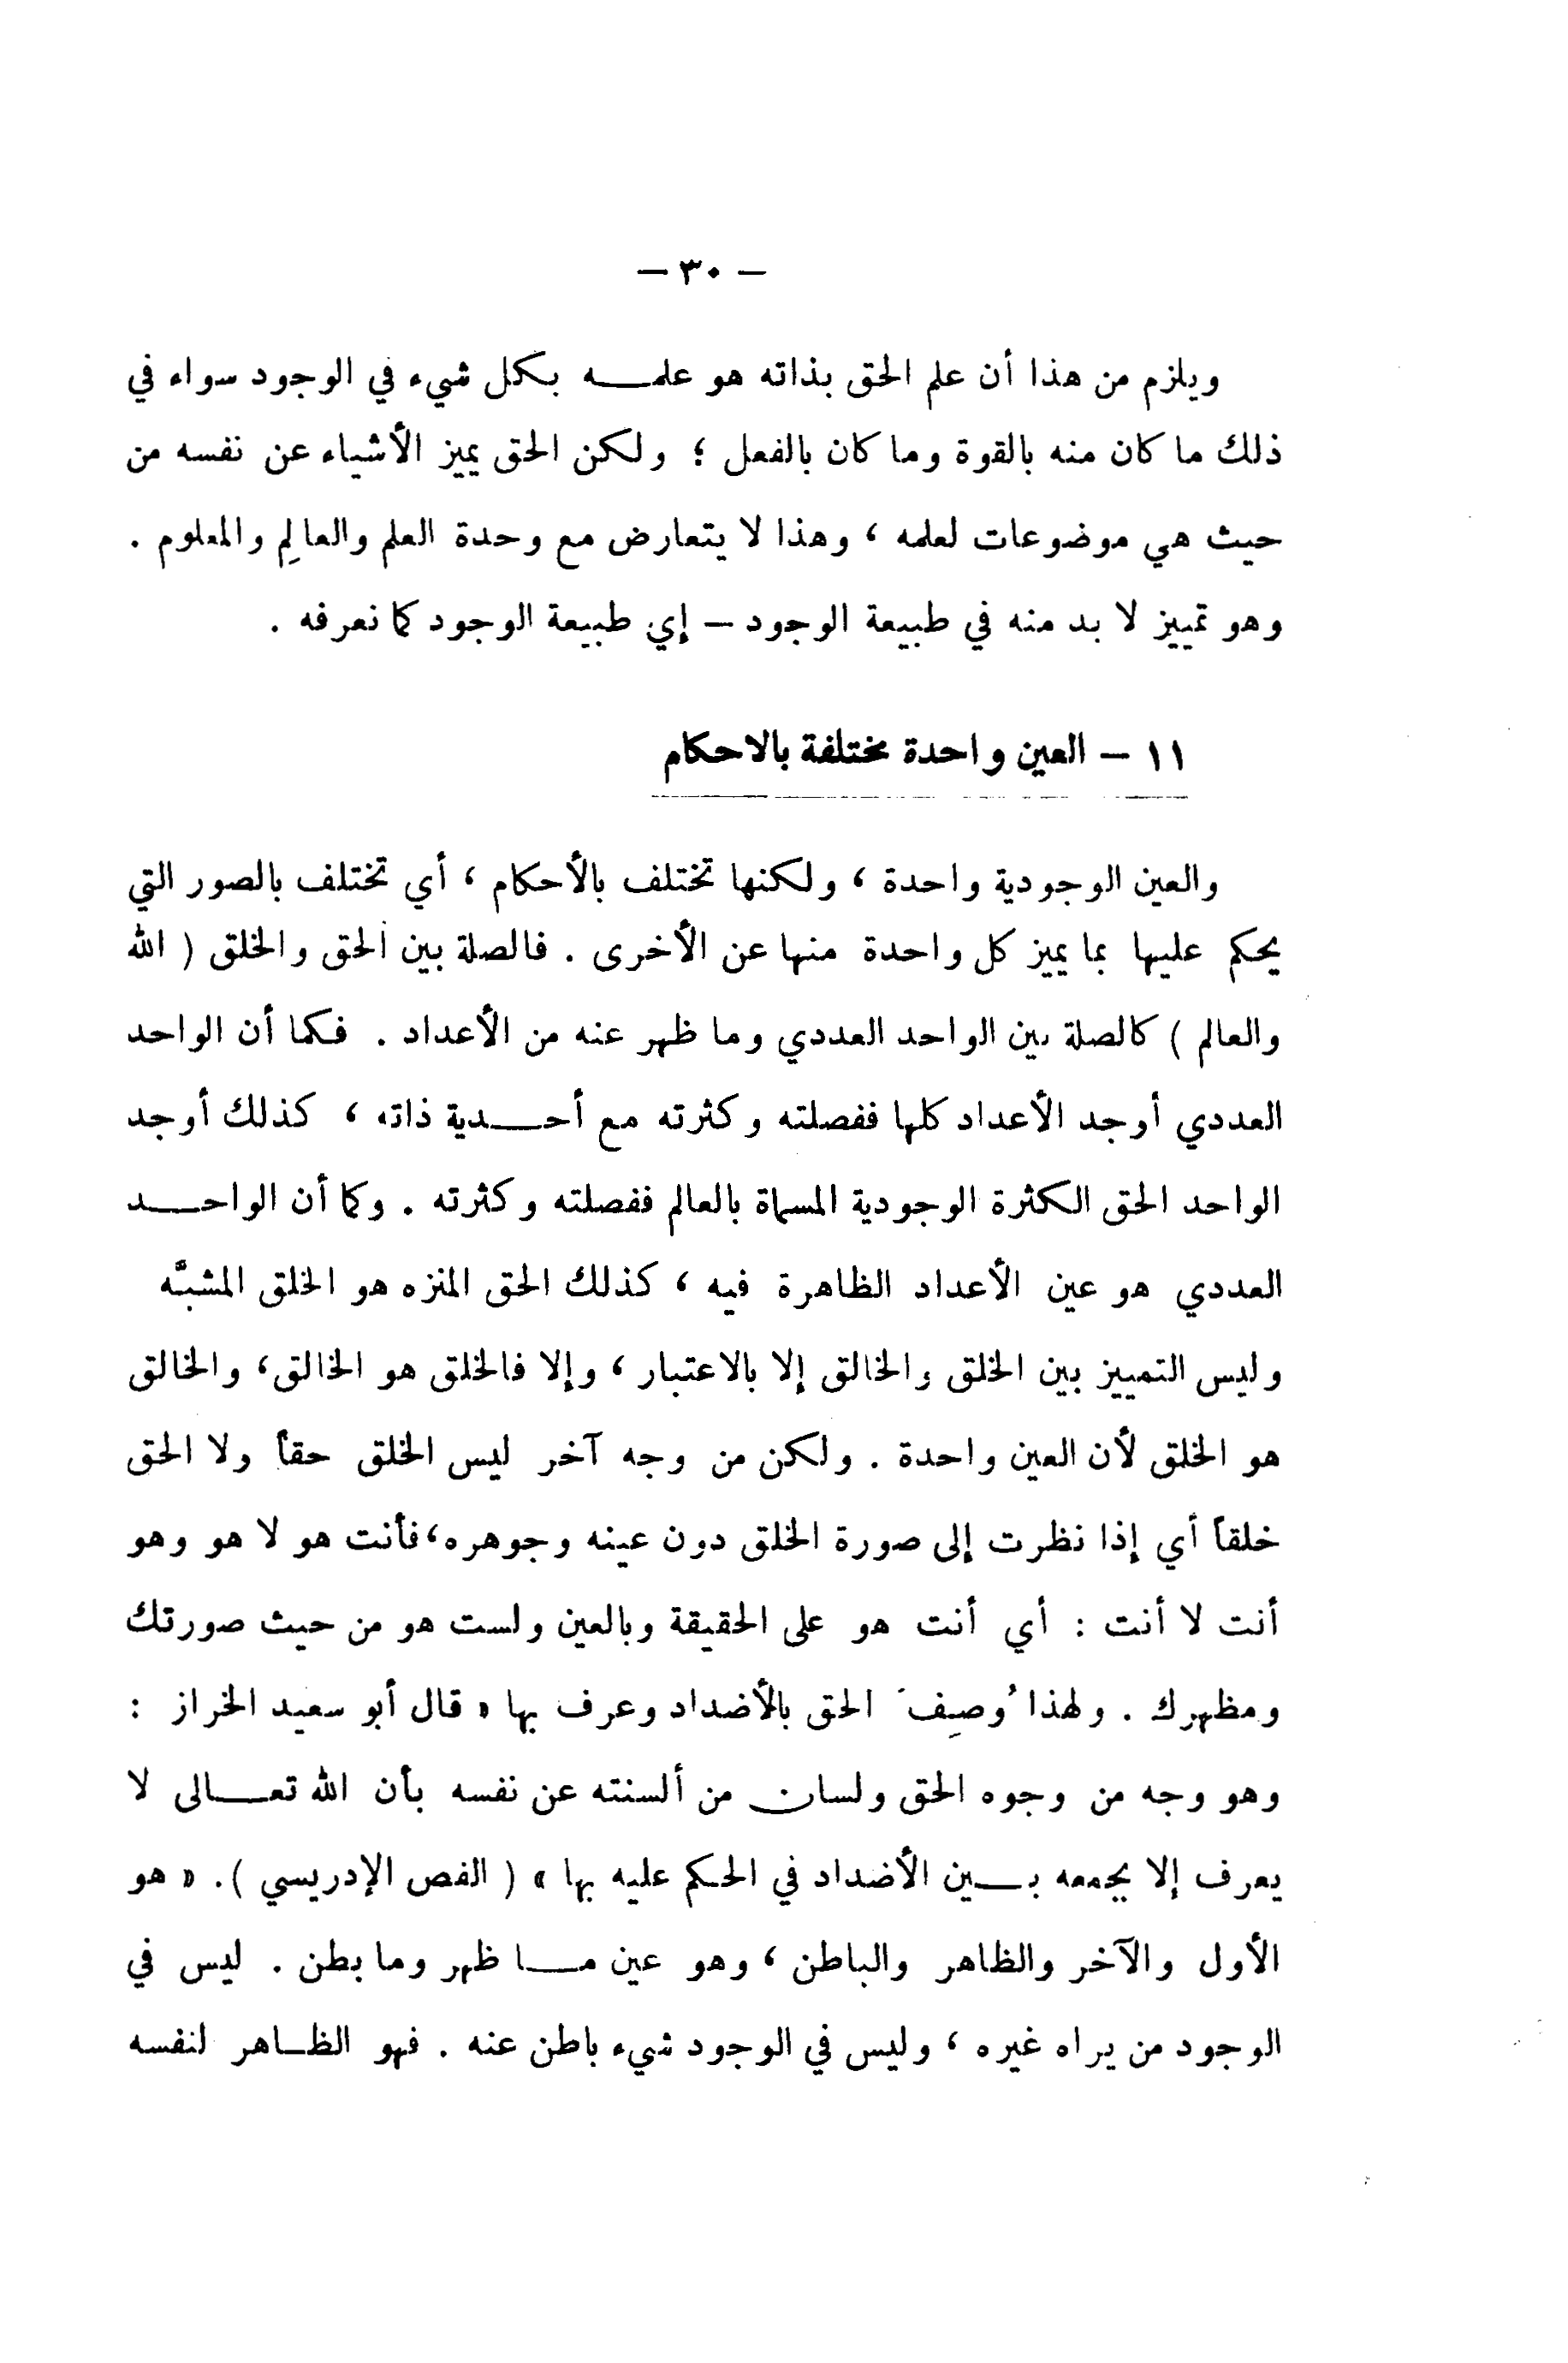 — ٣٠ —
ويلزم من هذا أن علم الحق بذاته هو علمـــه بكل شيء في الوجود سواء في
ذلك ما كان منه بالقوة وما كان بالفعل ؛ ولكن الحق يميز الأشياء عن نفسه من
حيث هي موضوعات لعلمه ، وهذا لا يتعارض مع وحدة العلم والعالِم والمعلوم .
وهو تمييز لا بد منه في طبيعة الوجود – إي طبيعة الوجود كما نعرفه .
١١ – العين واحدة مختلفة بالاحكام
والعين الوجودية واحدة ، ولكنها تختلف بالأحكام ، أي تختلف بالصور التي
يحكم عليها بما يميز كل واحدة منها عن الأخرى . فالصلة بين الحق والخلق ( الله
والعالم ) كالصلة بين الواحد العددي وما ظهر عنه من الأعداد . فكما أن الواحد
العددي أوجد الأعداد كلها ففصلته وكثرته مع أحـــدية ذاته ، كذلك أوجد
الواحد الحق الكثرة الوجودية المسماة بالعالم ففصلته وكثرته . وكما أن الواحـــد
العددي هو عين الأعداد الظاهرة فيه ، كذلك الحق المنزه هو الخلق المشبَّه
وليس التمييز بين الخلق والخالق إلا بالاعتبار ، وإلا فالخلق هو الخالق، والخالق
هو الخلق لأن العين واحدة . ولكن من وجه آخر ليس الخلق حقاً ولا الحق
خلقاً أي إذا نظرت إلى صورة الخلق دون عينه وجوهره، فأنت هو لا هو وهو
أنت لا أنت : أي أنت هو على الحقيقة وبالعين ولست هو من حيث صورتك
ومظهرك . ولهذا وُصِفَ الحق بالأضداد وعرف بها « قال أبو سعيد الخراز :
وهو وجه من وجوه الحق ولسان من ألسنته عن نفسه بأن الله تعـــالى لا
يعرف إلا بجمعه بـــين الأضداد في الحكم عليه بها » ( الفص الإدريسي ). « هو
الأول والآخر والظاهر والباطن ، وهو عين مـــا ظهر وما بطن . ليس في
الوجود من يراه غيره ، وليس في الوجود شيء باطن عنه . فهو الظـاهر لنفسه